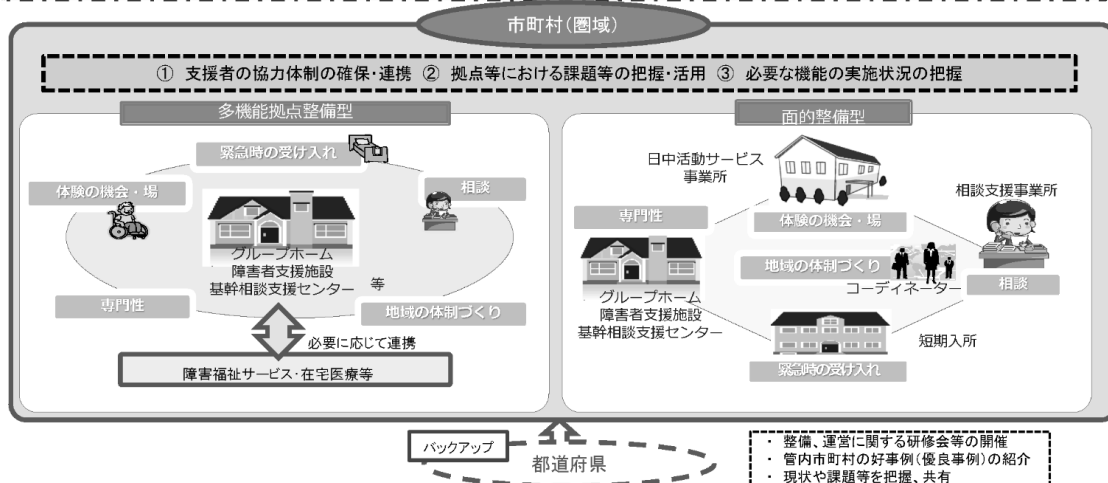 市町村(圏域)
① 支援者の協力体制の確保・連携 ② 拠点等における課題等の把握・活用 ③ 必要な機能の実施状況の把握
多機能拠点整備型
緊急時の受け入れ
体験の機会・場
相談
グループホーム
障害者支援施設
基幹相談支援センター 等
専門性
地域の体制づくり
必要に応じて連携
障害福祉サービス・在宅医療等
面的整備型
日中活動サービス
事業所
相談支援事業所
専門性
体験の機会・場
地域の体制づくり
コーディネーター
相談
グループホーム
障害者支援施設
基幹相談支援センター
短期入所
緊急時の受け入れ
バックアップ
都道府県
・ 整備、運営に関する研修会等の開催
・ 管内市町村の好事例(優良事例)の紹介
・ 現状や課題等を把握、共有